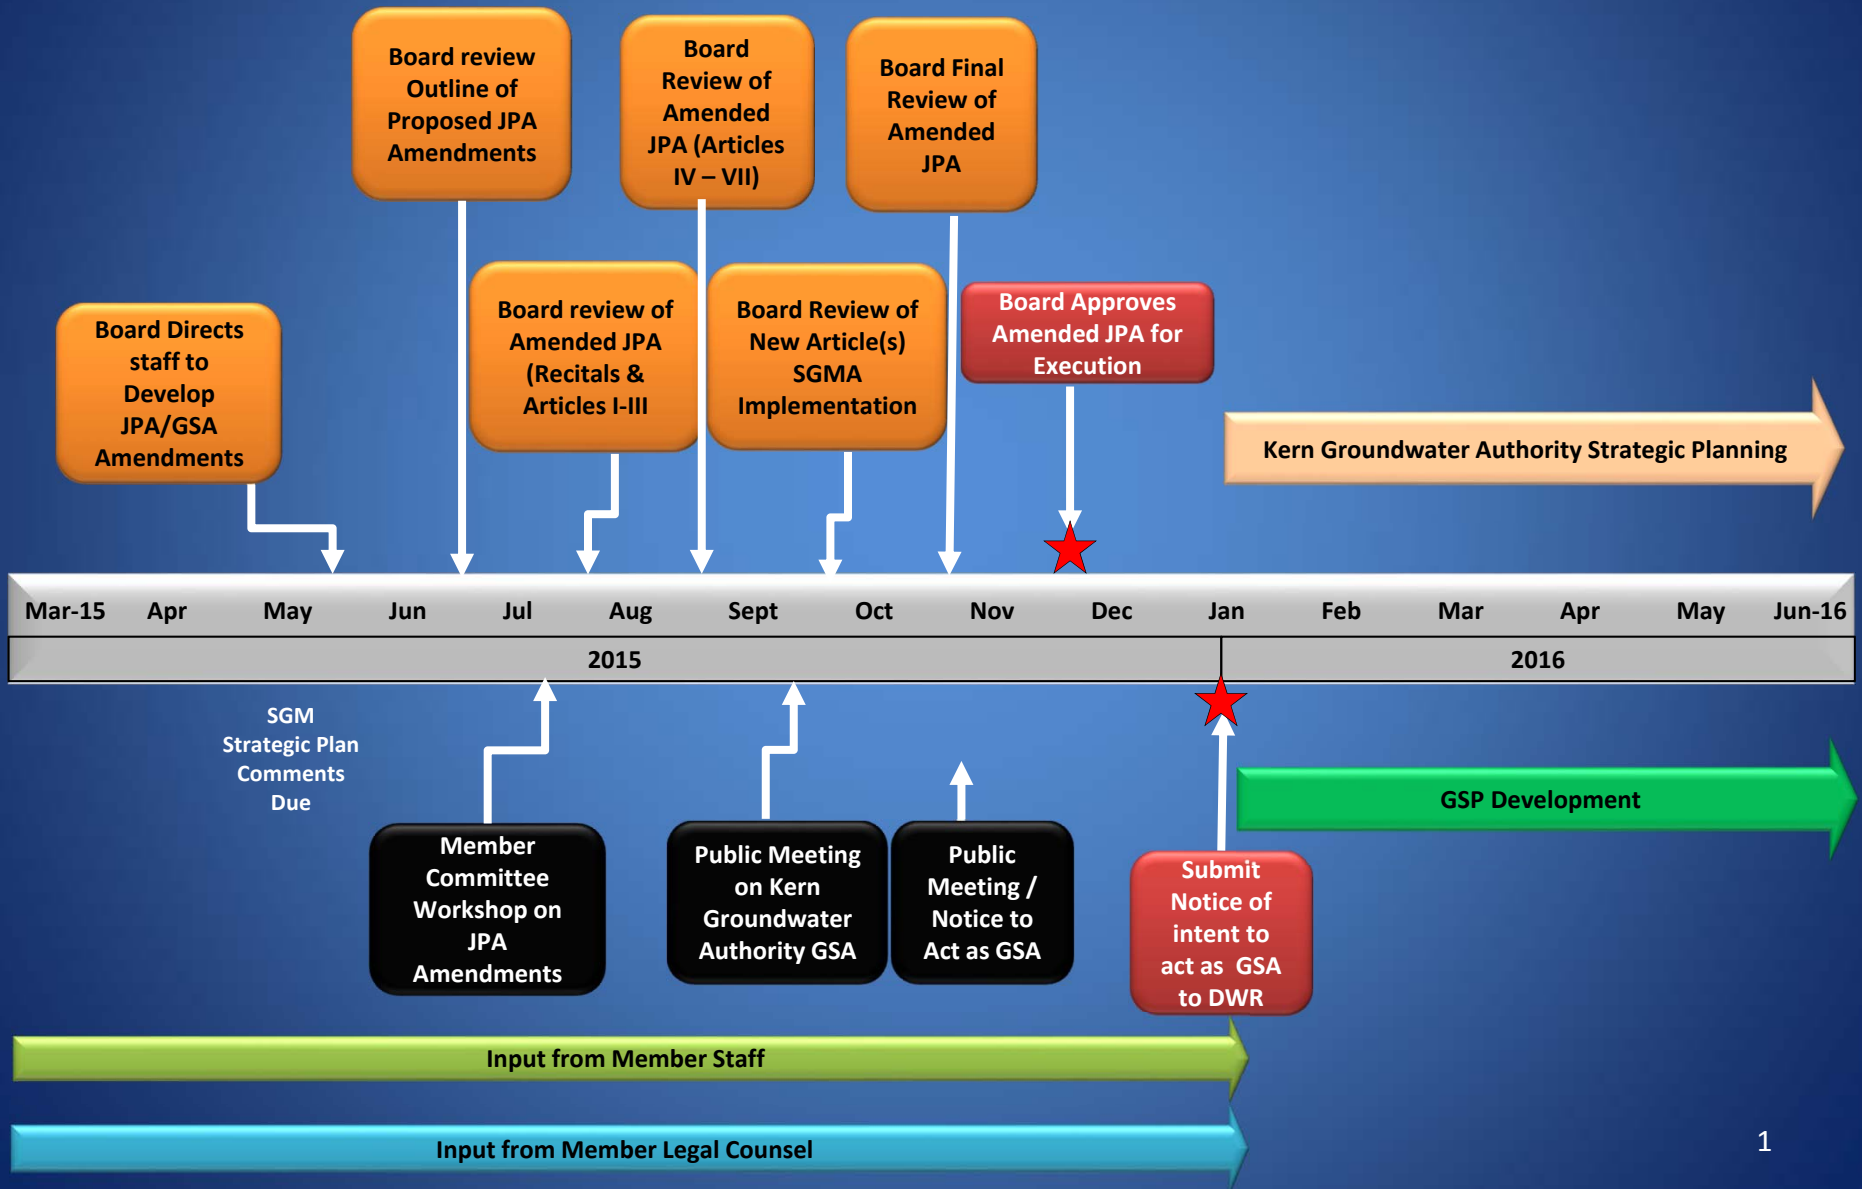 Board review
Outline of
Proposed JPA
Amendments
Board
Review of
Amended
JPA (Articles
IV – VII)
Board Final
Review of
Amended
JPA
Board Directs
staff to
Develop
JPA/GSA
Amendments
Board review of
Amended JPA
(Recitals &
Articles I-III
Board Review of
New Article(s)
SGMA
Implementation
Board Approves
Amended JPA for
Execution
Kern Groundwater Authority Strategic Planning
Mar-15 Apr May Jun Jul Aug Sept Oct Nov Dec Jan Feb Mar Apr May Jun-16
2015 2016
SGM
Strategic Plan
Comments
Due
Member
Committee
Workshop on
JPA
Amendments
Public Meeting
on Kern
Groundwater
Authority GSA
Public
Meeting /
Notice to
Act as GSA
Submit
Notice of
intent to
act as GSA
to DWR
GSP Development
Input from Member Staff
Input from Member Legal Counsel
1